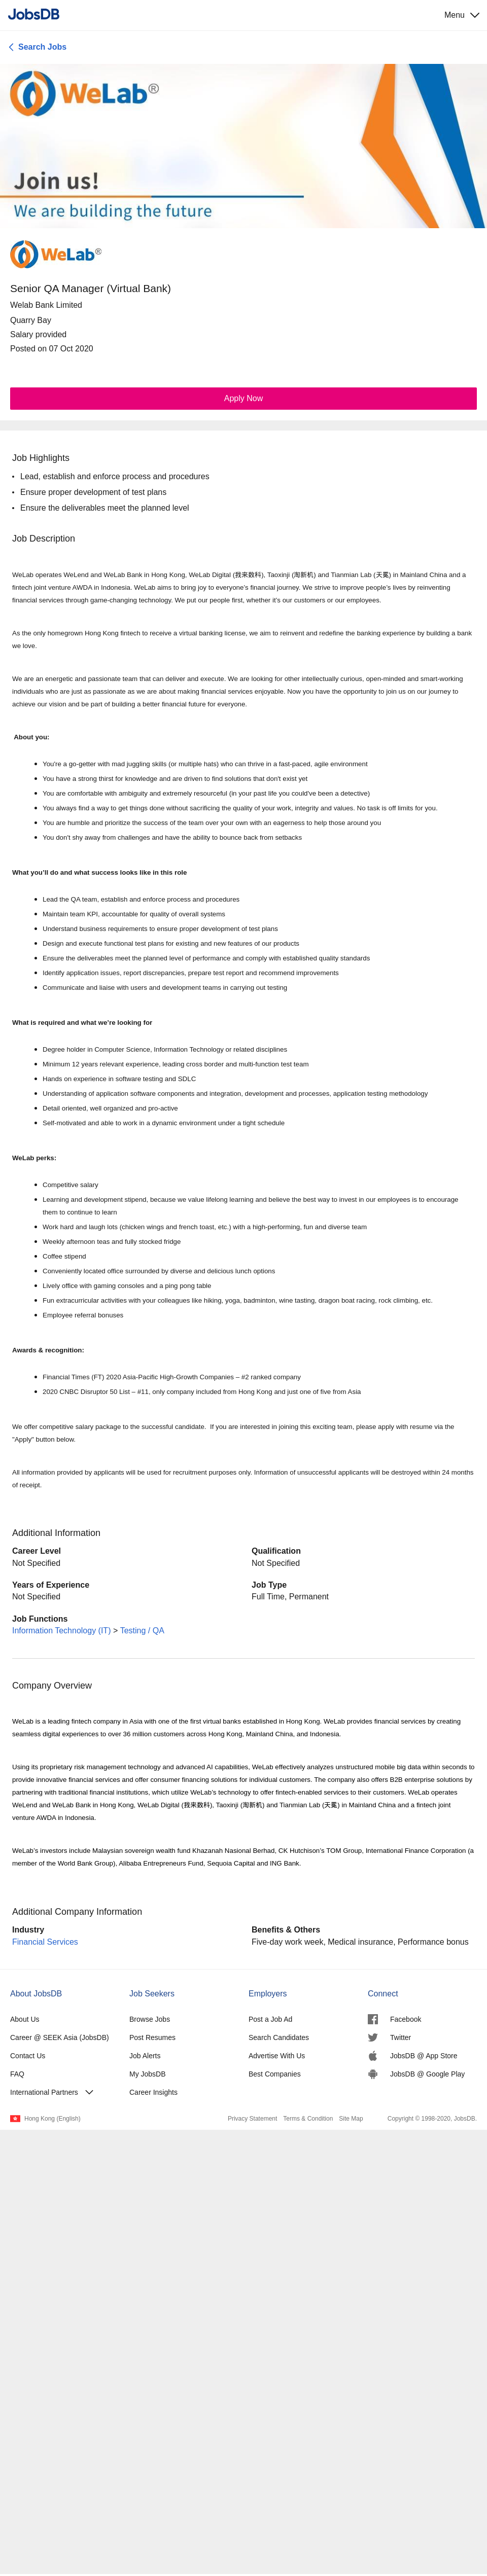 JobsDB
Menu
Search Jobs
WeLab®
Join us!
We are building the future
WeLab®
Senior QA Manager (Virtual Bank)
Welab Bank Limited
Quarry Bay
Salary provided
Posted on 07 Oct 2020
Apply Now
Job Highlights
• Lead, establish and enforce process and procedures
• Ensure proper development of test plans
• Ensure the deliverables meet the planned level
Job Description
WeLab operates WeLend and WeLab Bank in Hong Kong, WeLab Digital (我来数科), Taoxinji (淘新机) and Tianmian Lab (天冕) in Mainland China and a
fintech joint venture AWDA in Indonesia. WeLab aims to bring joy to everyone's financial journey. We strive to improve people's lives by reinventing
financial services through game-changing technology. We put our people first, whether it's our customers or our employees.
As the only homegrown Hong Kong fintech to receive a virtual banking license, we aim to reinvent and redefine the banking experience by building a bank
we love.
We are an energetic and passionate team that can deliver and execute. We are looking for other intellectually curious, open-minded and smart-working
individuals who are just as passionate as we are about making financial services enjoyable. Now you have the opportunity to join us on our journey to
achieve our vision and be part of building a better financial future for everyone.
About you:
• You're a go-getter with mad juggling skills (or multiple hats) who can thrive in a fast-paced, agile environment
• You have a strong thirst for knowledge and are driven to find solutions that don't exist yet
• You are comfortable with ambiguity and extremely resourceful (in your past life you could've been a detective)
• You always find a way to get things done without sacrificing the quality of your work, integrity and values. No task is off limits for you.
• You are humble and prioritize the success of the team over your own with an eagerness to help those around you
• You don't shy away from challenges and have the ability to bounce back from setbacks
What you'll do and what success looks like in this role
• Lead the QA team, establish and enforce process and procedures
• Maintain team KPI, accountable for quality of overall systems
• Understand business requirements to ensure proper development of test plans
• Design and execute functional test plans for existing and new features of our products
• Ensure the deliverables meet the planned level of performance and comply with established quality standards
• Identify application issues, report discrepancies, prepare test report and recommend improvements
• Communicate and liaise with users and development teams in carrying out testing
What is required and what we're looking for
• Degree holder in Computer Science, Information Technology or related disciplines
• Minimum 12 years relevant experience, leading cross border and multi-function test team
• Hands on experience in software testing and SDLC
• Understanding of application software components and integration, development and processes, application testing methodology
• Detail oriented, well organized and pro-active
• Self-motivated and able to work in a dynamic environment under a tight schedule
WeLab perks:
• Competitive salary
• Learning and development stipend, because we value lifelong learning and believe the best way to invest in our employees is to encourage
them to continue to learn
• Work hard and laugh lots (chicken wings and french toast, etc.) with a high-performing, fun and diverse team
• Weekly afternoon teas and fully stocked fridge
• Coffee stipend
• Conveniently located office surrounded by diverse and delicious lunch options
• Lively office with gaming consoles and a ping pong table
• Fun extracurricular activities with your colleagues like hiking, yoga, badminton, wine tasting, dragon boat racing, rock climbing, etc.
• Employee referral bonuses
Awards & recognition:
• Financial Times (FT) 2020 Asia-Pacific High-Growth Companies – #2 ranked company
• 2020 CNBC Disruptor 50 List – #11, only company included from Hong Kong and just one of five from Asia
We offer competitive salary package to the successful candidate. If you are interested in joining this exciting team, please apply with resume via the
"Apply" button below.
All information provided by applicants will be used for recruitment purposes only. Information of unsuccessful applicants will be destroyed within 24 months
of receipt.
Additional Information
Career Level Qualification
Not Specified Not Specified
Years of Experience Job Type
Not Specified Full Time, Permanent
Job Functions
Information Technology (IT) > Testing / QA
Company Overview
WeLab is a leading fintech company in Asia with one of the first virtual banks established in Hong Kong. WeLab provides financial services by creating
seamless digital experiences to over 36 million customers across Hong Kong, Mainland China, and Indonesia.
Using its proprietary risk management technology and advanced AI capabilities, WeLab effectively analyzes unstructured mobile big data within seconds to
provide innovative financial services and offer consumer financing solutions for individual customers. The company also offers B2B enterprise solutions by
partnering with traditional financial institutions, which utilize WeLab's technology to offer fintech-enabled services to their customers. WeLab operates
WeLend and WeLab Bank in Hong Kong, WeLab Digital (我来数科), Taoxinji (淘新机) and Tianmian Lab (天冕) in Mainland China and a fintech joint
venture AWDA in Indonesia.
WeLab's investors include Malaysian sovereign wealth fund Khazanah Nasional Berhad, CK Hutchison's TOM Group, International Finance Corporation (a
member of the World Bank Group), Alibaba Entrepreneurs Fund, Sequoia Capital and ING Bank.
Additional Company Information
Industry Benefits & Others
Financial Services Five-day work week, Medical insurance, Performance bonus
About JobsDB Job Seekers Employers Connect
About Us Browse Jobs Post a Job Ad Facebook
Career @ SEEK Asia (JobsDB) Post Resumes Search Candidates Twitter
Contact Us Job Alerts Advertise With Us JobsDB @ App Store
FAQ My JobsDB Best Companies JobsDB @ Google Play
International Partners Career Insights
Hong Kong (English) Privacy Statement Terms & Condition Site Map Copyright © 1998-2020, JobsDB.